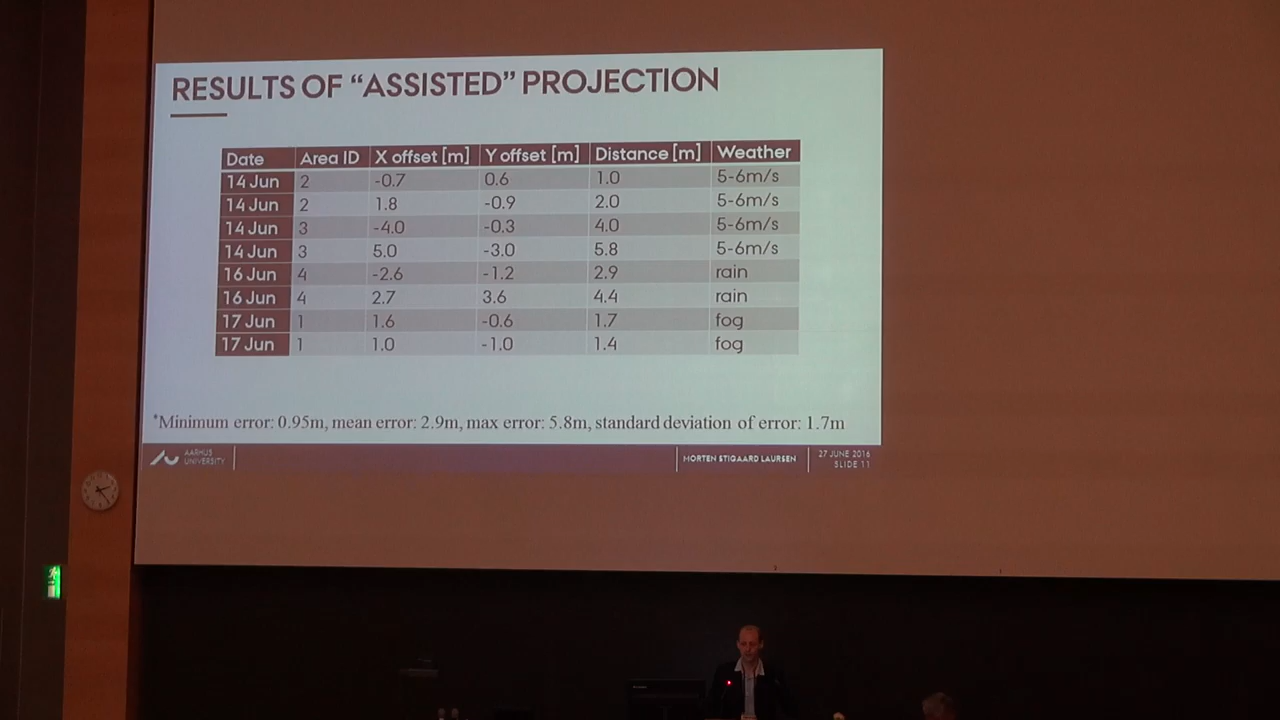 RESULTS OF “ASSISTED” PROJECTION
Date Area ID X offset [m] Y offset [m] Distance [m] Weather
14 Jun 2 -0.7 0.6 1.0 5-6m/s
14 Jun 2 1.8 -0.9 2.0 5-6m/s
14 Jun 3 -4.0 -0.3 4.0 5-6m/s
14 Jun 3 5.0 -3.0 5.8 5-6m/s
16 Jun 4 -2.6 -1.2 2.9 rain
16 Jun 4 2.7 3.6 4.4 rain
17 Jun 1 1.6 -0.6 1.7 fog
17 Jun 1 1.0 -1.0 1.4 fog
*Minimum error: 0.95m, mean error: 2.9m, max error: 5.8m, standard deviation of error: 1.7m
AARHUS
UNIVERSITY
MORTEN STIGAARD LAURSEN
27 JUNE 2016
SLIDE 11